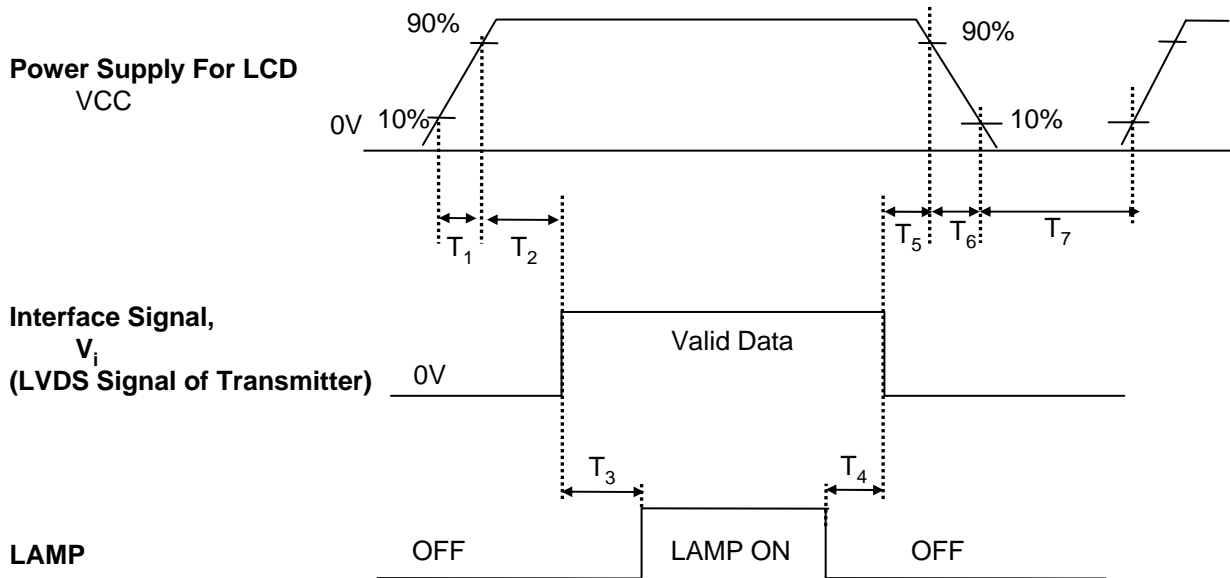 90%
90%
Power Supply For LCD
VCC
0V
10%
10%
T1
T2
T5
T6
T7
Interface Signal,
Vi
(LVDS Signal of Transmitter)
0V
Valid Data
T3
T4
LAMP
OFF
LAMP ON
OFF